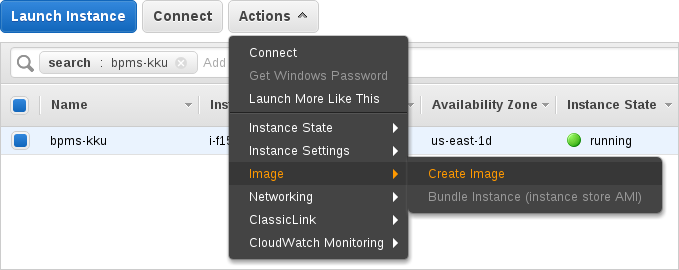 Launch Instance Connect Actions
search : bpms-kku Add
Connect
Get Windows Password
Launch More Like This
Name Availability Zone Instance State
bpms-kku i-f15 us-east-1d running
Instance State
Instance Settings
Image Create Image
Networking Bundle Instance (instance store AMI)
ClassicLink
CloudWatch Monitoring